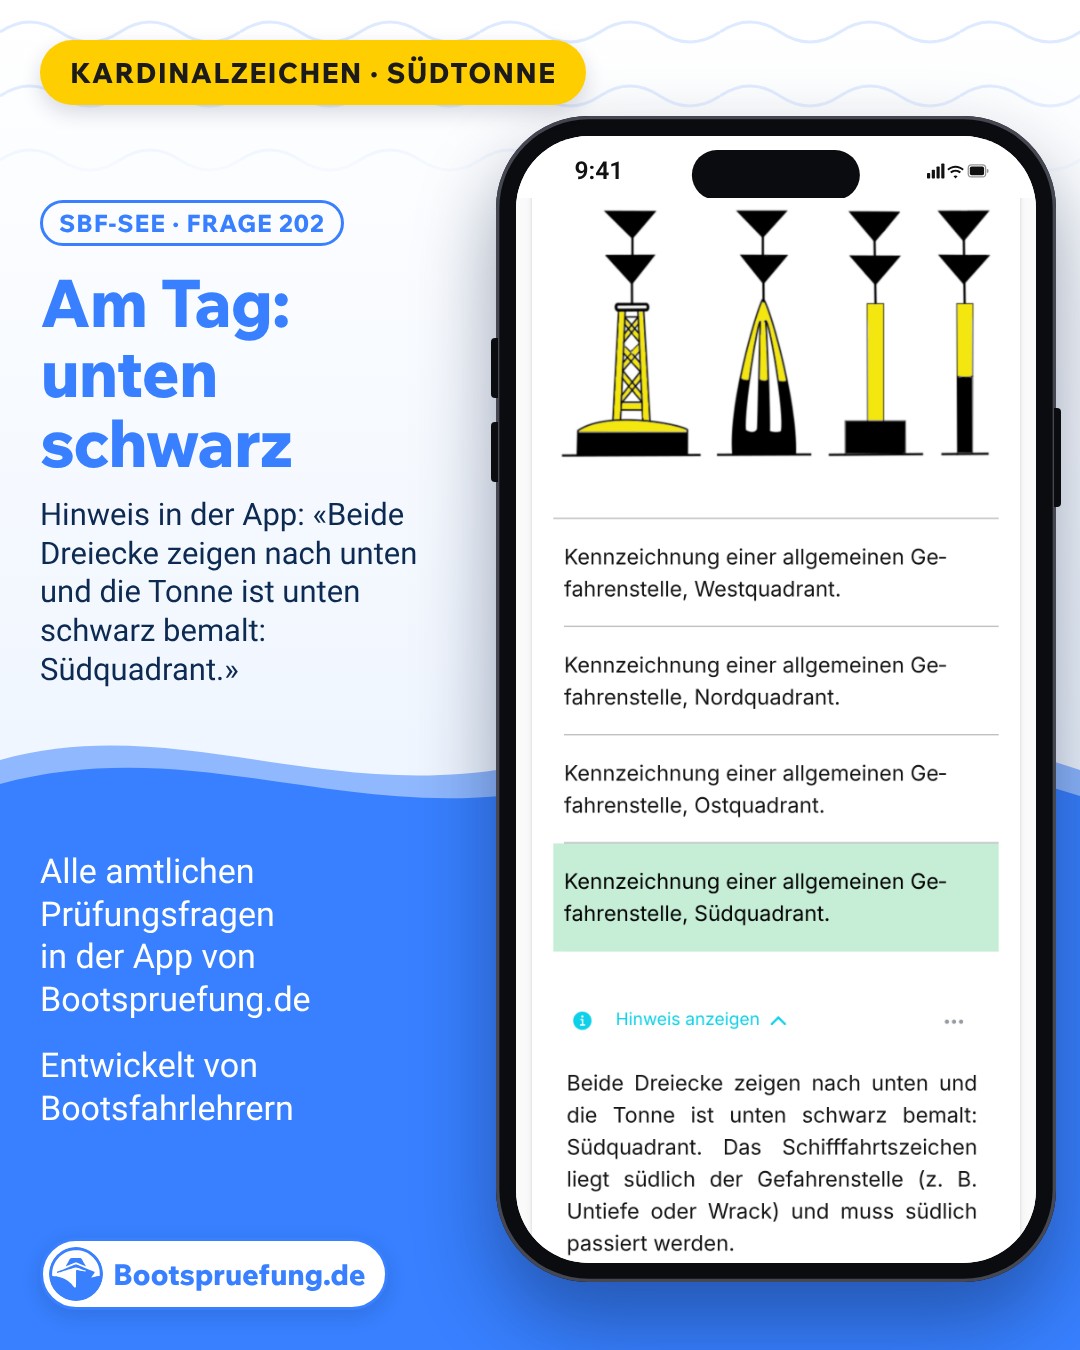 KARDINALZEICHEN · SÜDTONNE
SBF-SEE · FRAGE 202
Am Tag:
unten
schwarz
Hinweis in der App: «Beide
Dreiecke zeigen nach unten
und die Tonne ist unten
schwarz bemalt:
Südquadrant.»
Alle amtlichen
Prüfungsfragen
in der App von
Bootspruefung.de
Entwickelt von
Bootsfahrlehrern
Bootspruefung.de
9:41
Kennzeichnung einer allgemeinen Ge-
fahrenstelle, Westquadrant.
Kennzeichnung einer allgemeinen Ge-
fahrenstelle, Nordquadrant.
Kennzeichnung einer allgemeinen Ge-
fahrenstelle, Ostquadrant.
Kennzeichnung einer allgemeinen Ge-
fahrenstelle, Südquadrant.
Hinweis anzeigen
Beide Dreiecke zeigen nach unten und
die Tonne ist unten schwarz bemalt:
Südquadrant. Das Schifffahrtszeichen
liegt südlich der Gefahrenstelle (z. B.
Untiefe oder Wrack) und muss südlich
passiert werden.